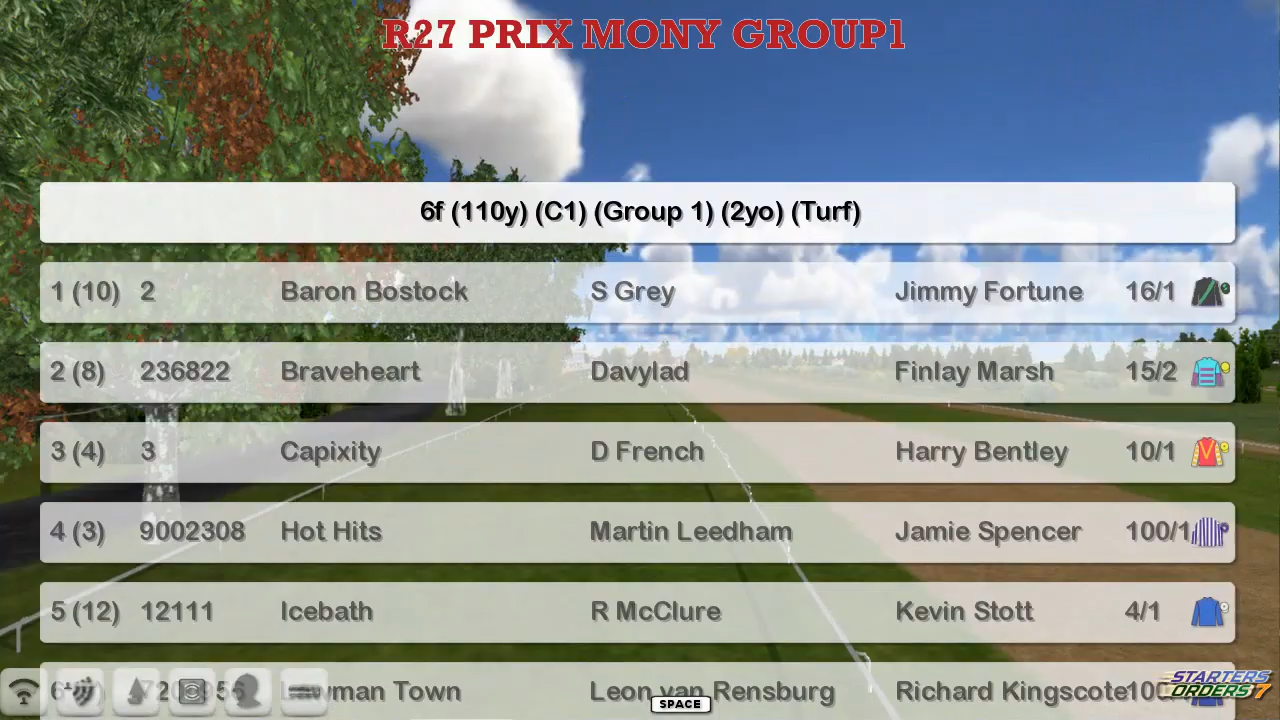 R27 PRIX MONY GROUP1
6f (110y) (C1) (Group 1) (2yo) (Turf)
1 (10) 2 Baron Bostock S Grey Jimmy Fortune 16/1
2 (8) 236822 Braveheart Davylad Finlay Marsh 15/2
3 (4) 3 Capixity D French Harry Bentley 10/1
4 (3) 9002308 Hot Hits Martin Leedham Jamie Spencer 100/1
5 (12) 12111 Icebath R McClure Kevin Stott 4/1
Town Leon van Rensburg Richard Kingscote
STARTERS ORDERS 7
SPACE